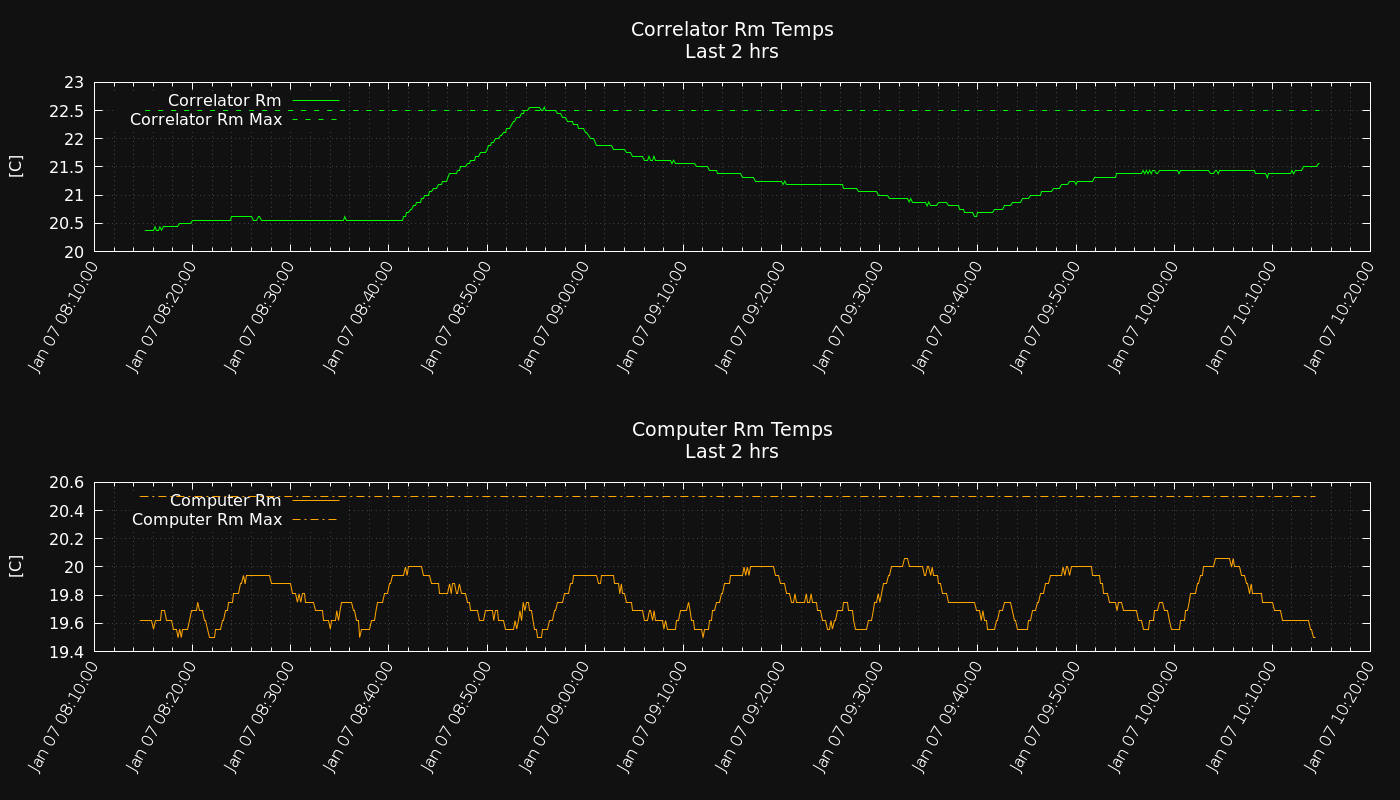 Correlator Rm Temps
Last 2 hrs
[C]
23
22.5
22
21.5
21
20.5
20
Correlator Rm
Correlator Rm Max
Jan 07 08:10:00
Jan 07 08:20:00
Jan 07 08:30:00
Jan 07 08:40:00
Jan 07 08:50:00
Jan 07 09:00:00
Jan 07 09:10:00
Jan 07 09:20:00
Jan 07 09:30:00
Jan 07 09:40:00
Jan 07 09:50:00
Jan 07 10:00:00
Jan 07 10:10:00
Jan 07 10:20:00
Computer Rm Temps
Last 2 hrs
[C]
20.6
20.4
20.2
20
19.8
19.6
19.4
Computer Rm
Computer Rm Max
Jan 07 08:10:00
Jan 07 08:20:00
Jan 07 08:30:00
Jan 07 08:40:00
Jan 07 08:50:00
Jan 07 09:00:00
Jan 07 09:10:00
Jan 07 09:20:00
Jan 07 09:30:00
Jan 07 09:40:00
Jan 07 09:50:00
Jan 07 10:00:00
Jan 07 10:10:00
Jan 07 10:20:00